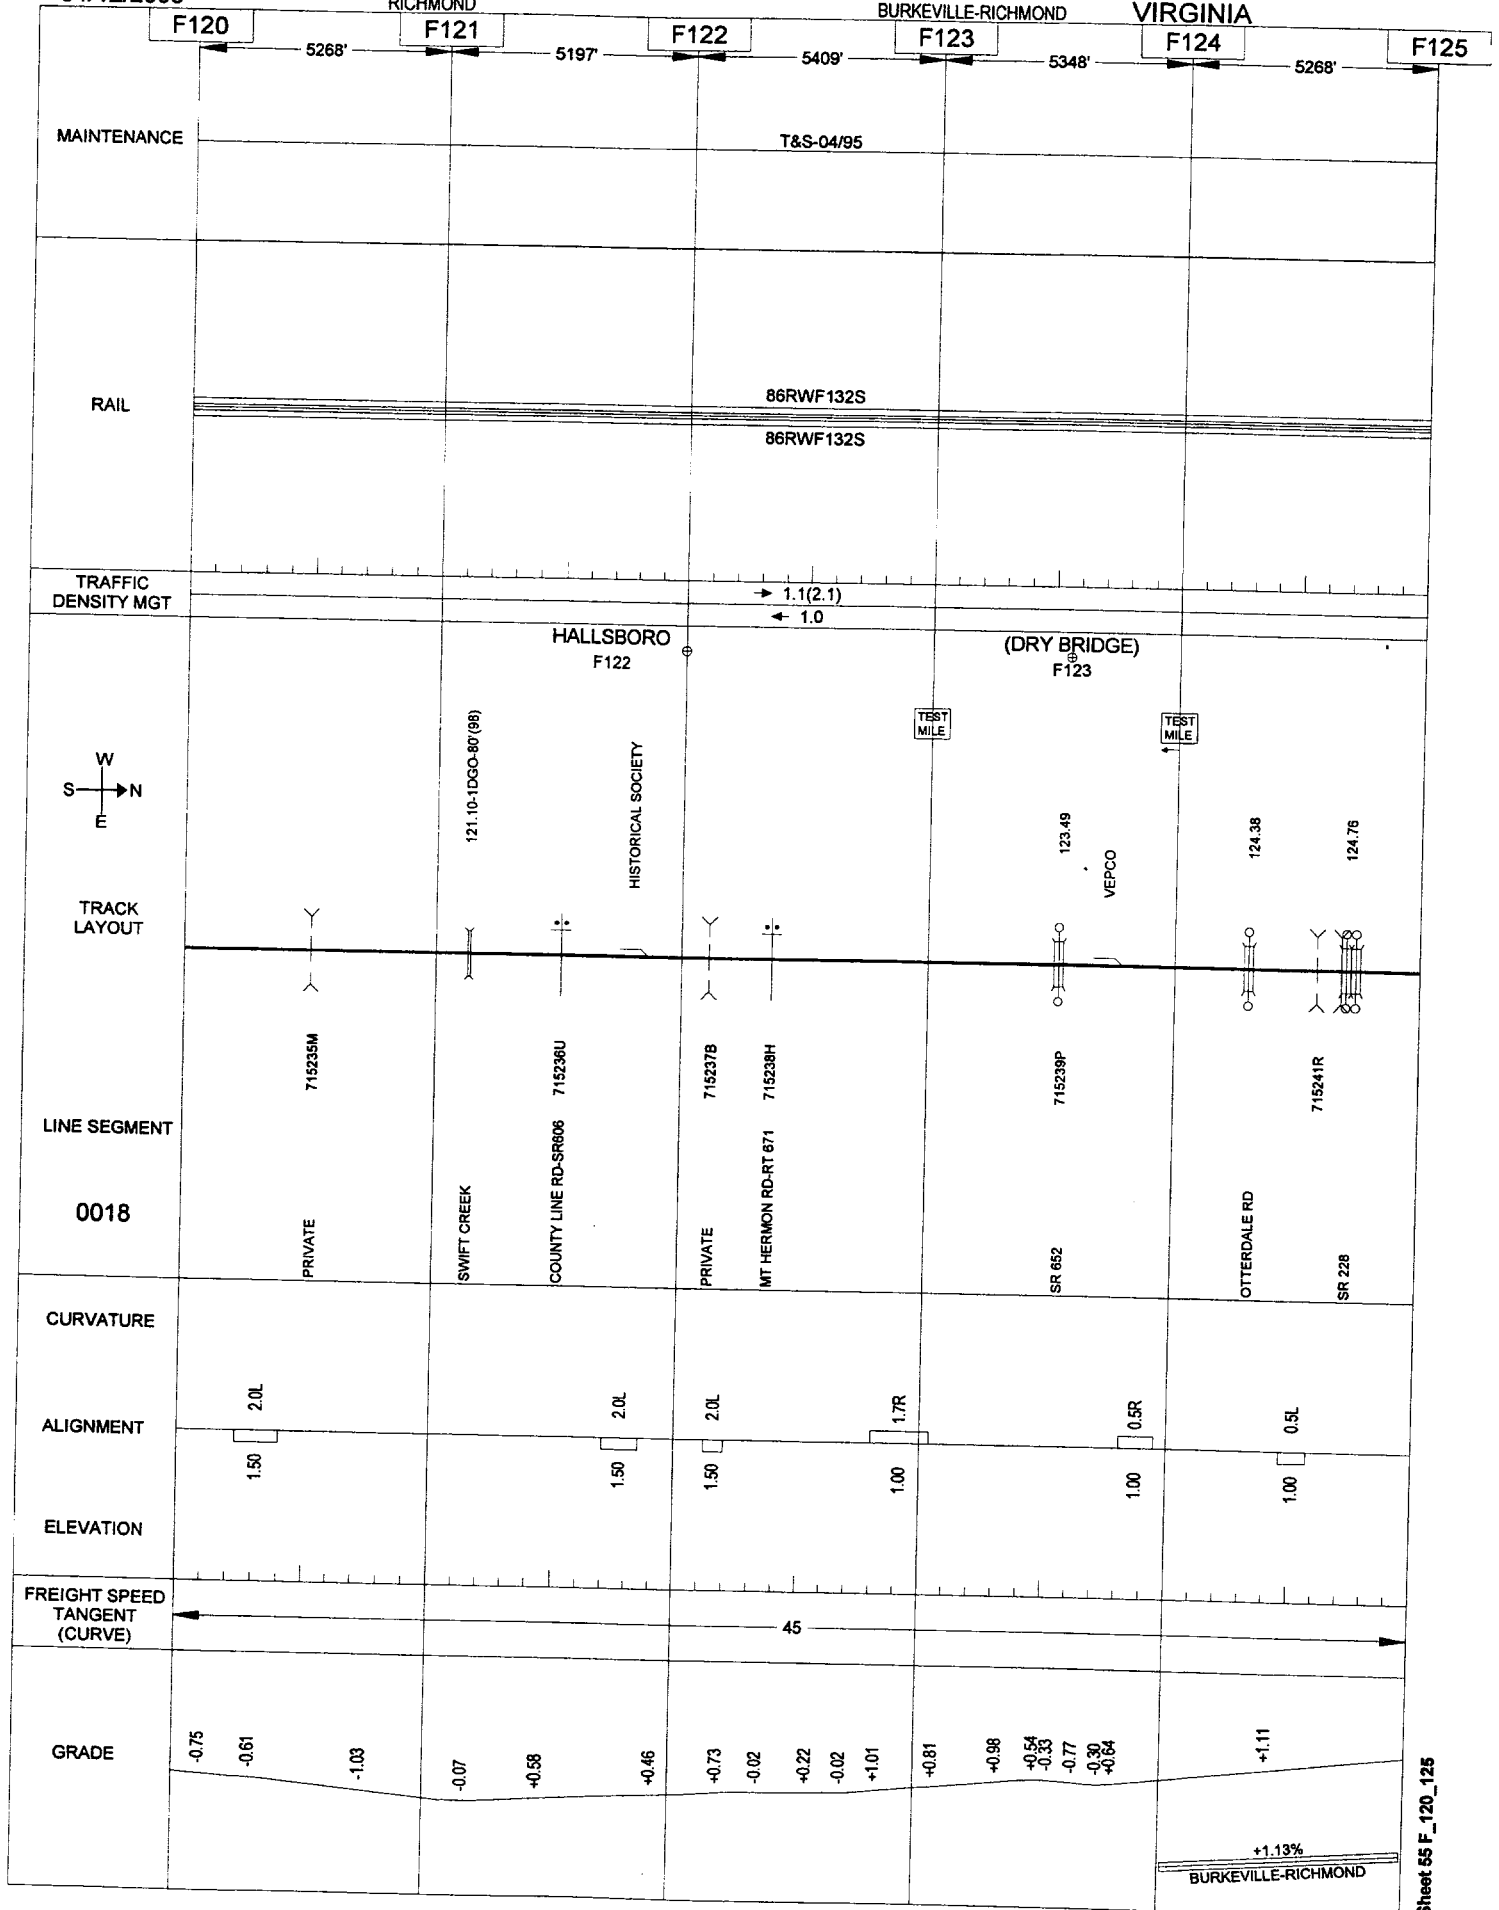 RICHMOND
BURKEVILLE-RICHMOND
VIRGINIA
F120
F121
F122
F123
F124
F125
5268'
5197'
5409'
5348'
5268'
MAINTENANCE
T&S-04/95
RAIL
86RWF132S
86RWF132S
TRAFFIC
DENSITY MGT
1.1(2.1)
1.0
HALLSBORO
F122
(DRY BRIDGE)
F123
TEST
MILE
TEST
MILE
W
S
N
E
121.10-1DGO-80'(98)
HISTORICAL SOCIETY
123.49
VEPCO
124.38
124.76
TRACK
LAYOUT
715235M
715236U
715237B
715238H
715239P
715241R
LINE SEGMENT
0018
PRIVATE
SWIFT CREEK
COUNTY LINE RD-SR606
PRIVATE
MT HERMON RD-RT 671
SR 652
OTTERDALE RD
SR 228
CURVATURE
2.0L
2.0L
2.0L
1.7R
0.5R
0.5L
ALIGNMENT
1.50
1.50
1.50
1.00
1.00
1.00
ELEVATION
FREIGHT SPEED
TANGENT
(CURVE)
45
GRADE
-0.75
-0.61
-1.03
-0.07
+0.58
+0.46
+0.73
-0.02
+0.22
-0.02
+1.01
+0.81
+0.98
+0.54
-0.33
-0.77
-0.30
+0.64
+1.11
+1.13%
BURKEVILLE-RICHMOND
Sheet 55 F_120_125